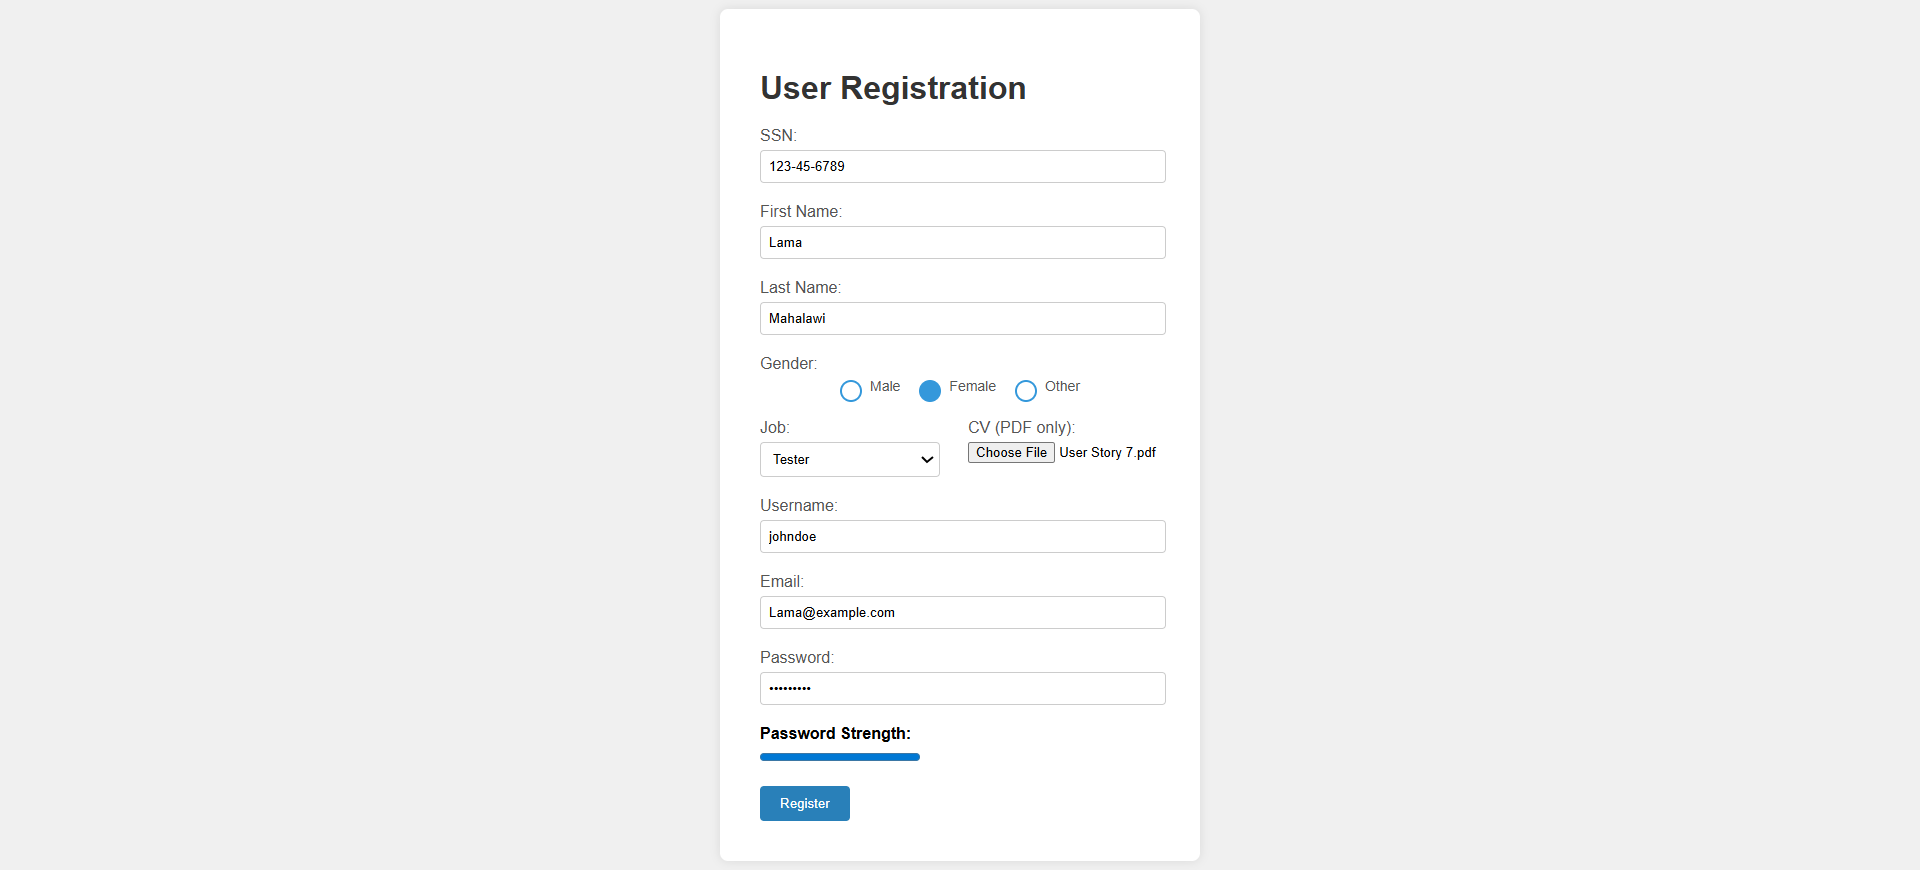 User Registration
SSN:
123-45-6789
First Name:
Lama
Last Name:
Mahalawi
Gender:
Male Female Other
Job: CV (PDF only):
Tester Choose File User Story 7.pdf
Username:
johndoe
Email:
Lama@example.com
Password:
•••••••••
Password Strength:
Register